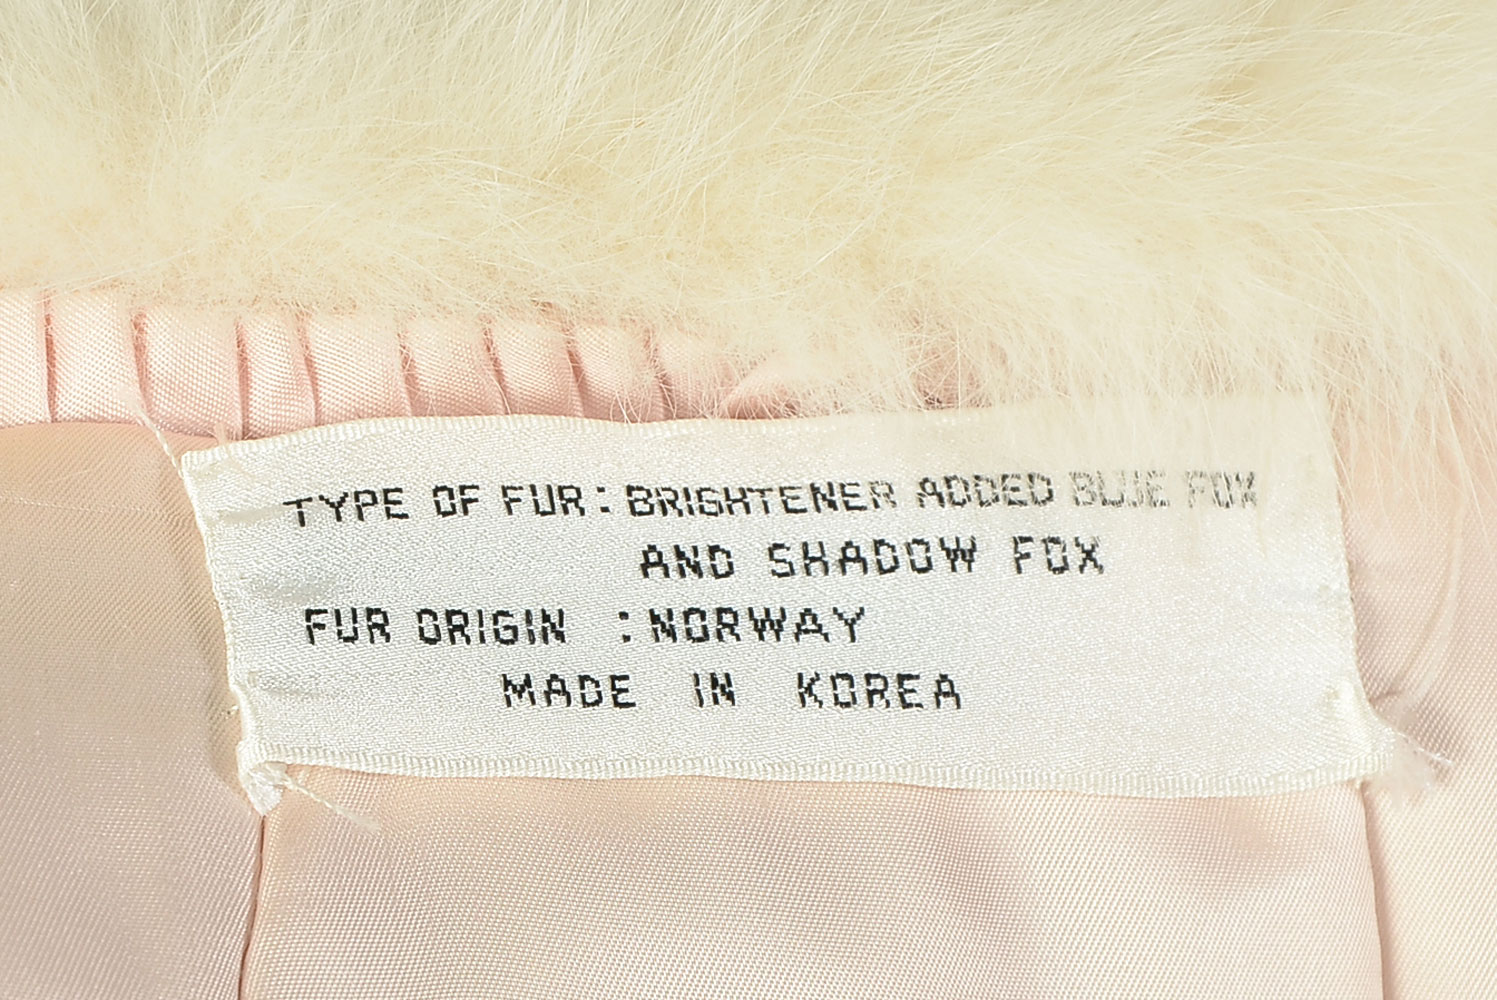 TYPE OF FUR: BRIGHTENER ADDED BLUE FOX
AND SHADOW FOX
FUR ORIGIN : NORWAY
MADE IN KOREA